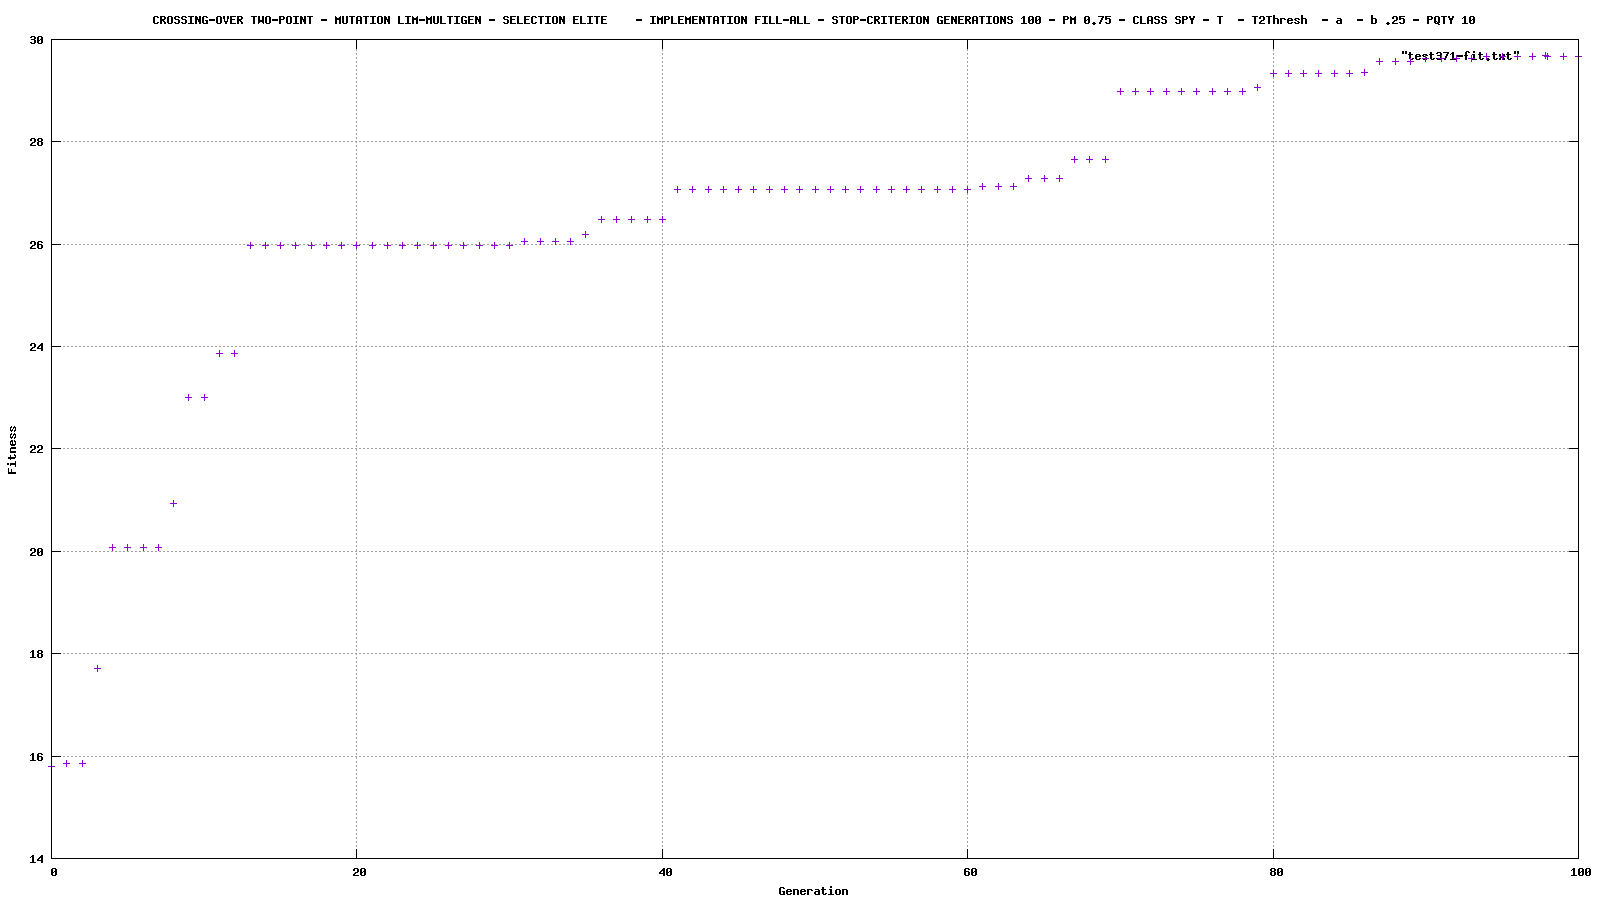 CROSSING-OVER TWO-POINT - MUTATION LIM-MULTIGEN - SELECTION ELITE    - IMPLEMENTATION FILL-ALL - STOP-CRITERION GENERATIONS 100 - PM 0.75 - CLASS SPY - T  - T2Thresh  - a  - b .25 - PQTY 10
"test371-fit.txt"
30
28
26
24
22
20
18
16
14
Fitness
0 20 40 60 80 100
Generation